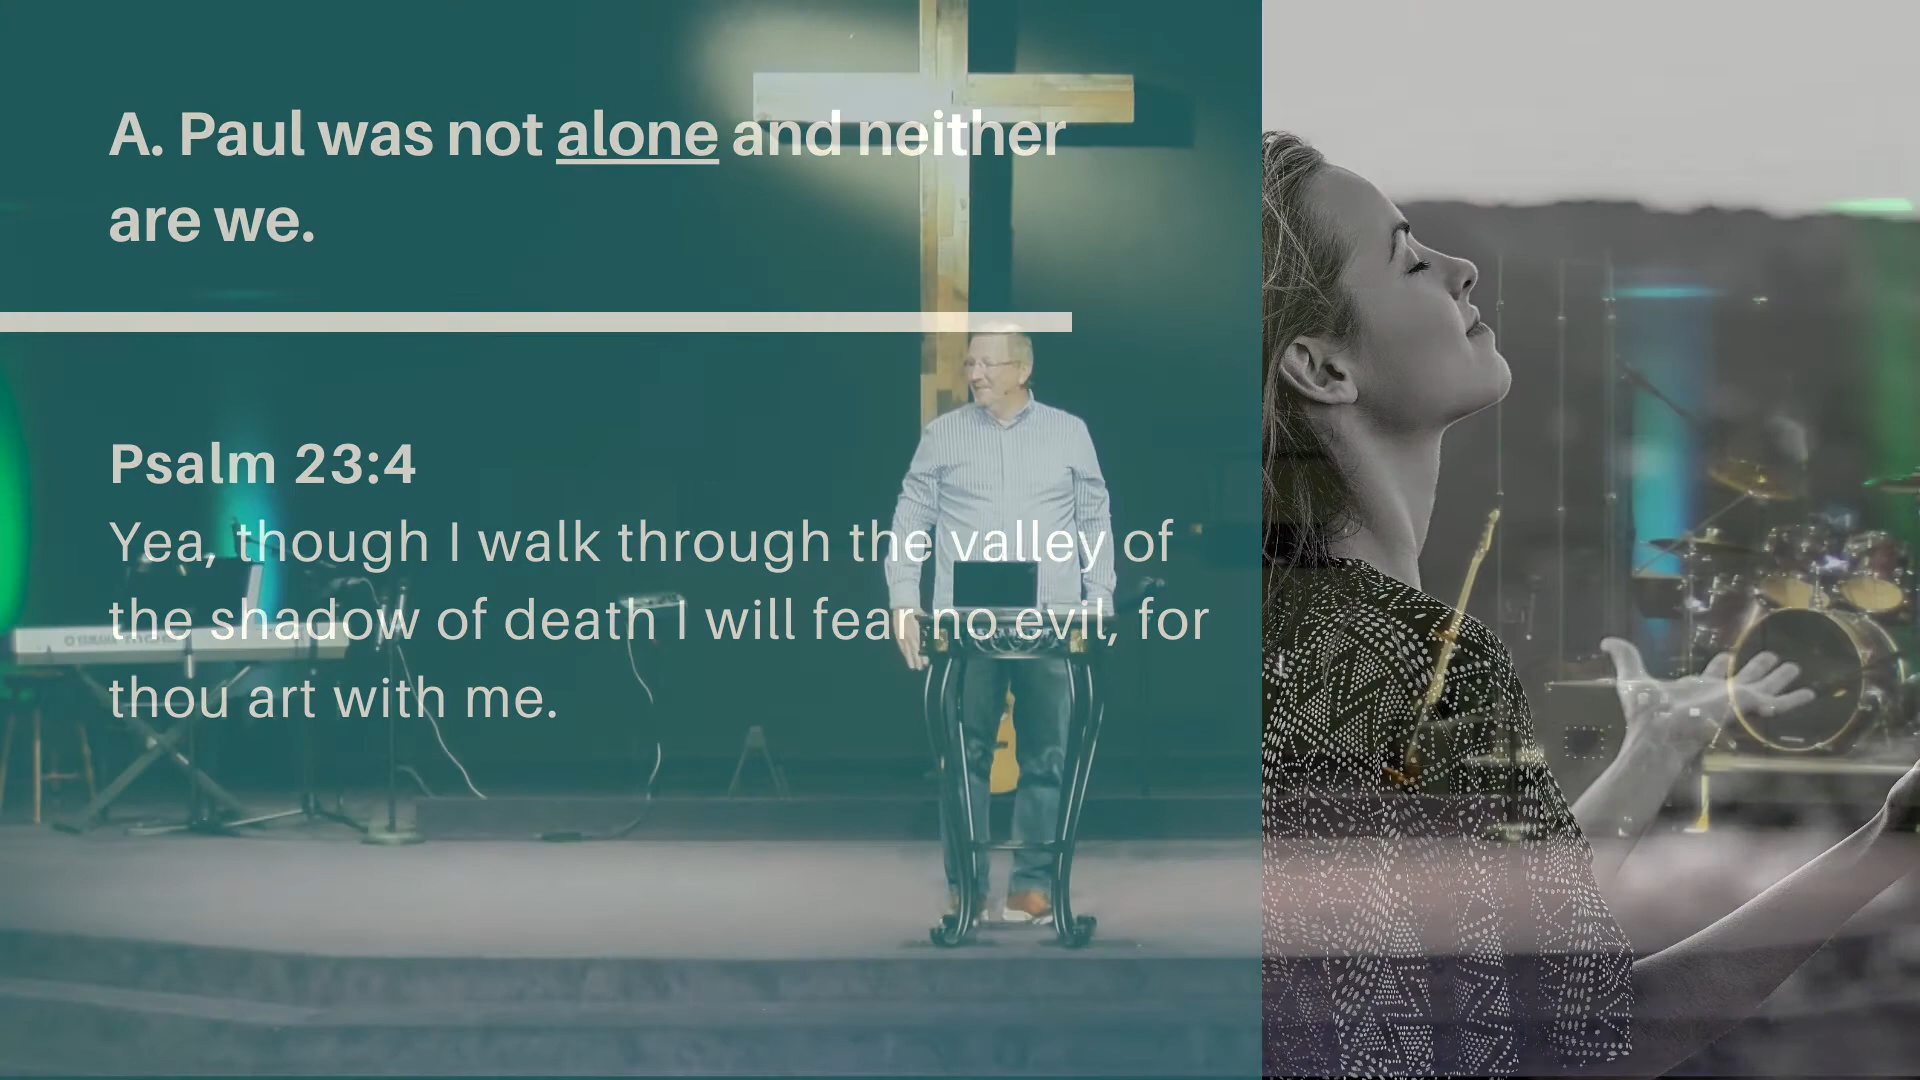 A. Paul was not alone and neither
are we.
Psalm 23:4
Yea, though I walk through the valley of
the shadow of death I will fear no evil, for
thou art with me.
YAMAHA